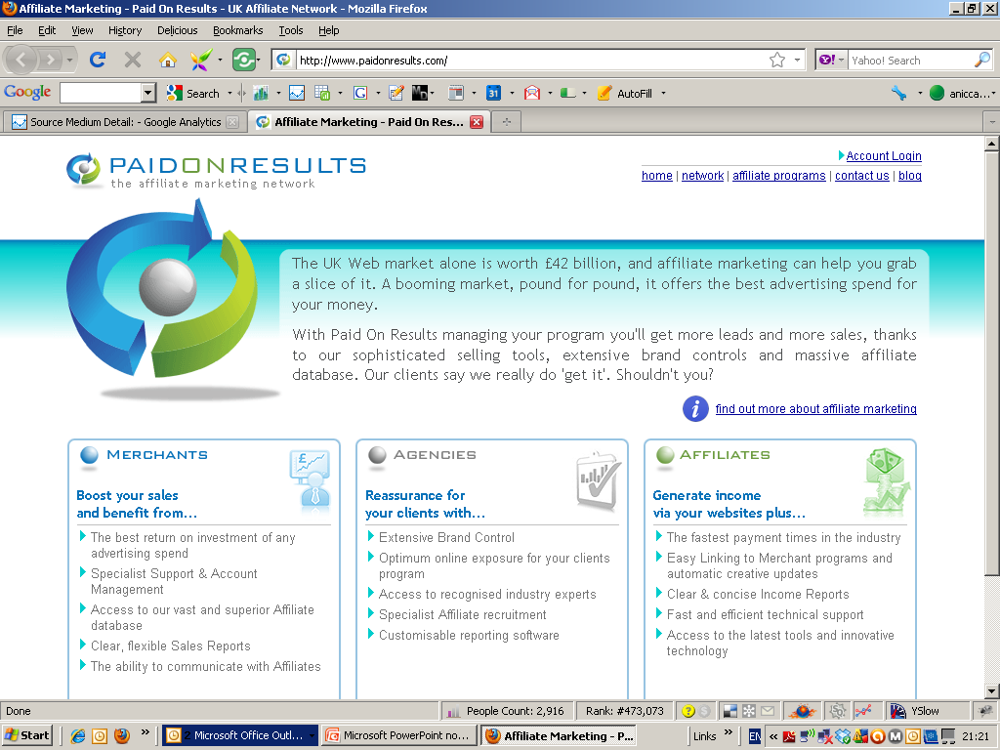 Affiliate Marketing - Paid On Results - UK Affiliate Network - Mozilla Firefox
File Edit View History Delicious Bookmarks Tools Help
http://www.paidonresults.com/
Yahoo! Search
Google Search AutoFill anicca...
Source Medium Detail: - Google Analytics
Affiliate Marketing - Paid On Res...
Account Login
PAIDONRESULTS
the affiliate marketing network
home | network | affiliate programs | contact us | blog
The UK Web market alone is worth £42 billion, and affiliate marketing can help you grab
a slice of it. A booming market, pound for pound, it offers the best advertising spend for
your money.
With Paid On Results managing your program you'll get more leads and more sales, thanks
to our sophisticated selling tools, extensive brand controls and massive affiliate
database. Our clients say we really do 'get it'. Shouldn't you?
find out more about affiliate marketing
Merchants
Boost your sales
and benefit from...
The best return on investment of any
advertising spend
Specialist Support & Account
Management
Access to our vast and superior Affiliate
database
Clear, flexible Sales Reports
The ability to communicate with Affiliates
Agencies
Reassurance for
your clients with...
Extensive Brand Control
Optimum online exposure for your clients
program
Access to recognised industry experts
Specialist Affiliate recruitment
Customisable reporting software
Affiliates
Generate income
via your websites plus...
The fastest payment times in the industry
Easy Linking to Merchant programs and
automatic creative updates
Clear & concise Income Reports
Fast and efficient technical support
Access to the latest tools and innovative
technology
Done
People Count: 2,916
Rank: #473,073
YSlow
Start
2 Microsoft Office Outl...
Microsoft PowerPoint no...
Affiliate Marketing - P...
Links
EN
21:21